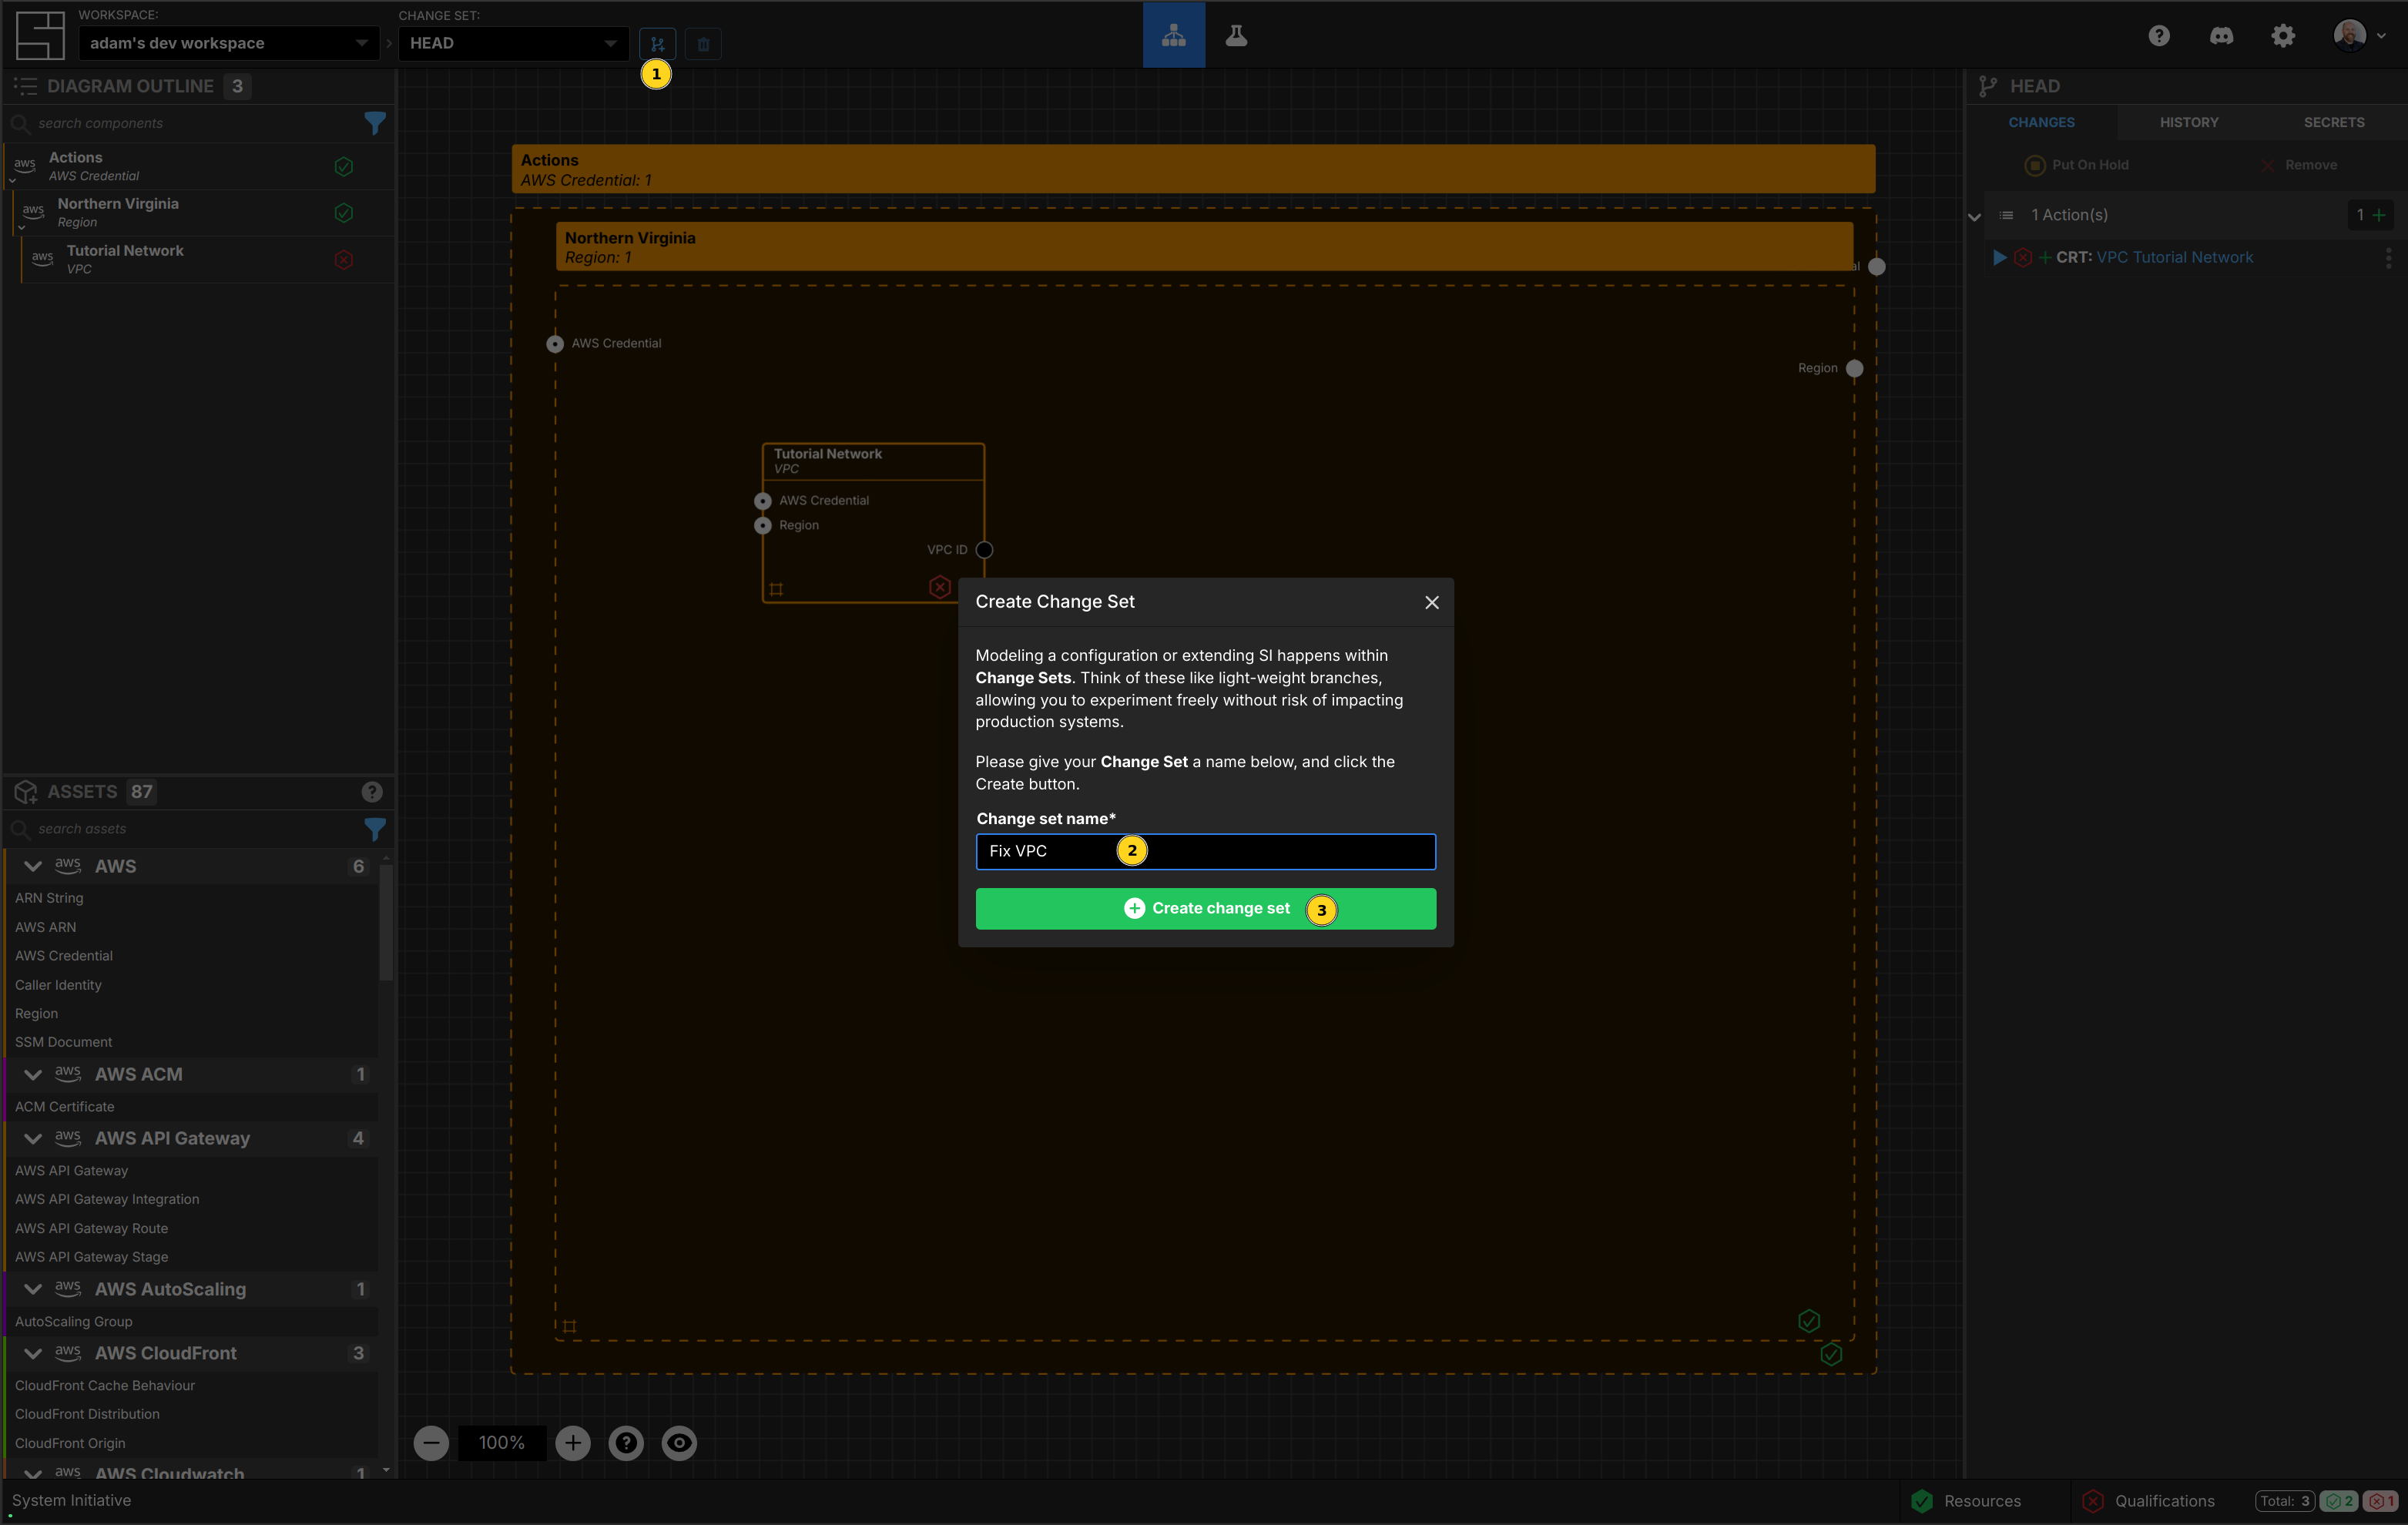 WORKSPACE:
adam's dev workspace
CHANGE SET:
HEAD
1
DIAGRAM OUTLINE 3
search components
aws
Actions
AWS Credential
aws
Northern Virginia
Region
aws
Tutorial Network
VPC
ASSETS 87
search assets
aws AWS 6
ARN String
AWS ARN
AWS Credential
Caller Identity
Region
SSM Document
aws AWS ACM 1
ACM Certificate
aws AWS API Gateway 4
AWS API Gateway
AWS API Gateway Integration
AWS API Gateway Route
AWS API Gateway Stage
aws AWS AutoScaling 1
AutoScaling Group
aws AWS CloudFront 3
CloudFront Cache Behaviour
CloudFront Distribution
CloudFront Origin
aws AWS Cloudwatch 1
Actions
AWS Credential: 1
Northern Virginia
Region: 1
al
AWS Credential
Region
Tutorial Network
VPC
AWS Credential
Region
VPC ID
Create Change Set
Modeling a configuration or extending SI happens within
Change Sets. Think of these like light-weight branches,
allowing you to experiment freely without risk of impacting
production systems.
Please give your Change Set a name below, and click the
Create button.
Change set name*
Fix VPC 2
Create change set 3
100%
HEAD
CHANGES HISTORY SECRETS
Put On Hold Remove
1 Action(s) 1 +
CRT: VPC Tutorial Network
System Initiative
Resources Qualifications Total: 3 2 1